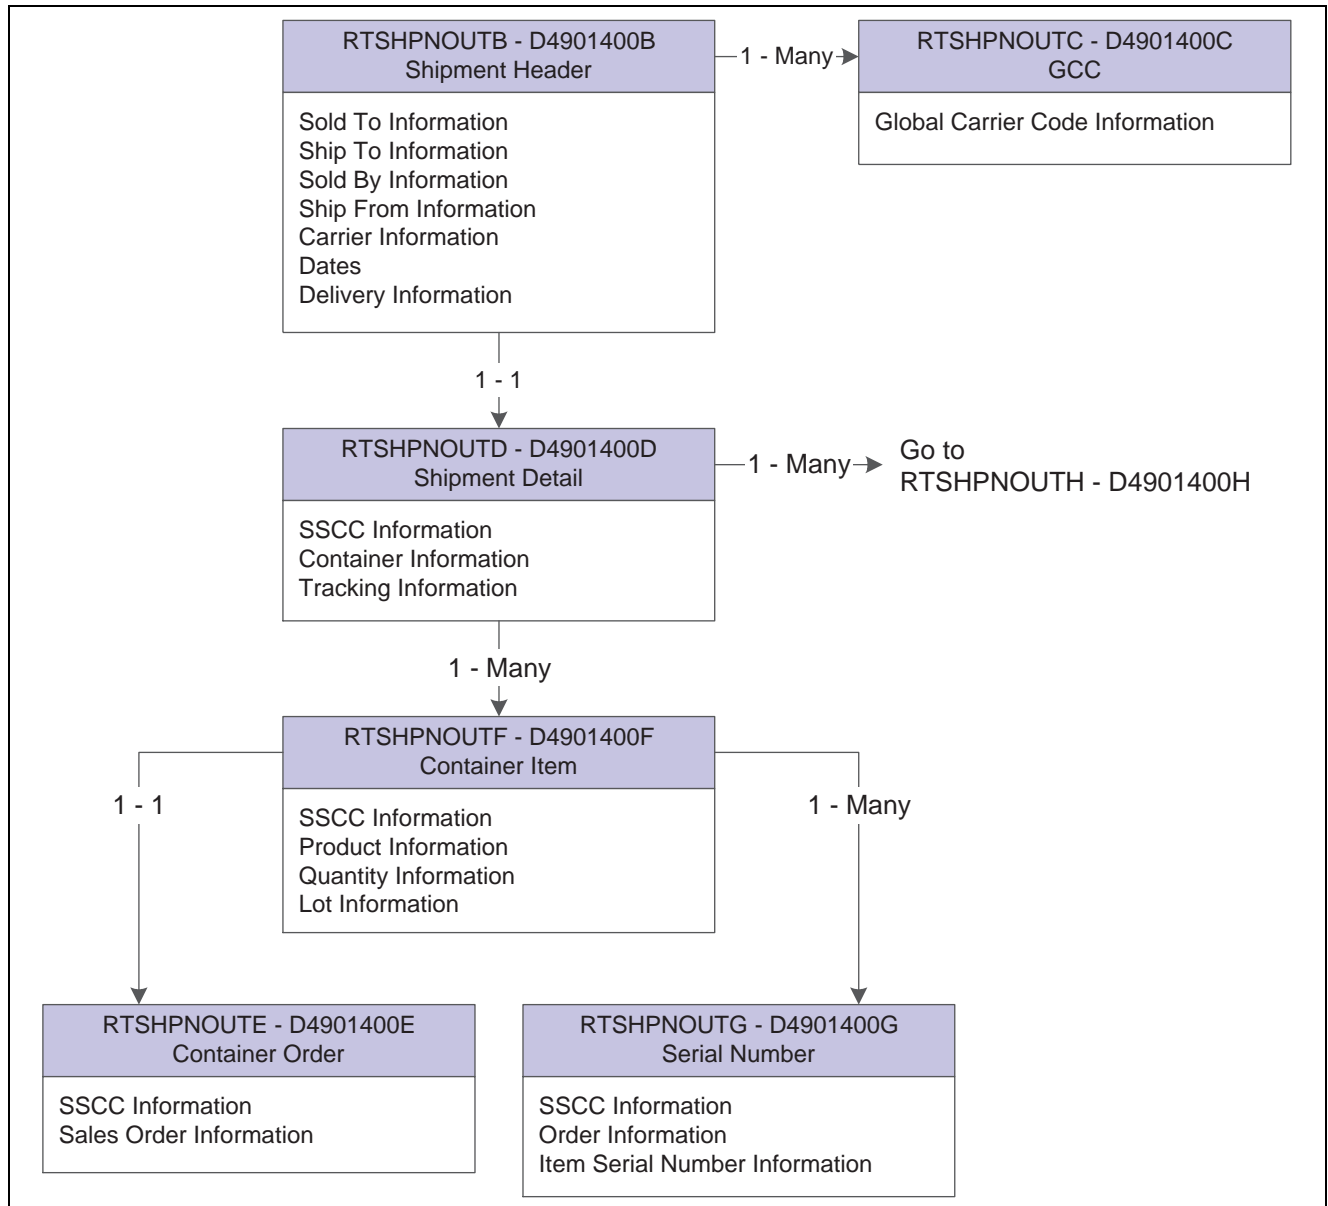 RTSHPNOUTB - D4901400B
Shipment Header
Sold To Information
Ship To Information
Sold By Information
Ship From Information
Carrier Information
Dates
Delivery Information
1 - Many
RTSHPNOUTC - D4901400C
GCC
Global Carrier Code Information
1 - 1
RTSHPNOUTD - D4901400D
Shipment Detail
SSCC Information
Container Information
Tracking Information
1 - Many
Go to
RTSHPNOUTH - D4901400H
1 - Many
RTSHPNOUTF - D4901400F
Container Item
SSCC Information
Product Information
Quantity Information
Lot Information
1 - 1
1 - Many
RTSHPNOUTE - D4901400E
Container Order
SSCC Information
Sales Order Information
RTSHPNOUTG - D4901400G
Serial Number
SSCC Information
Order Information
Item Serial Number Information